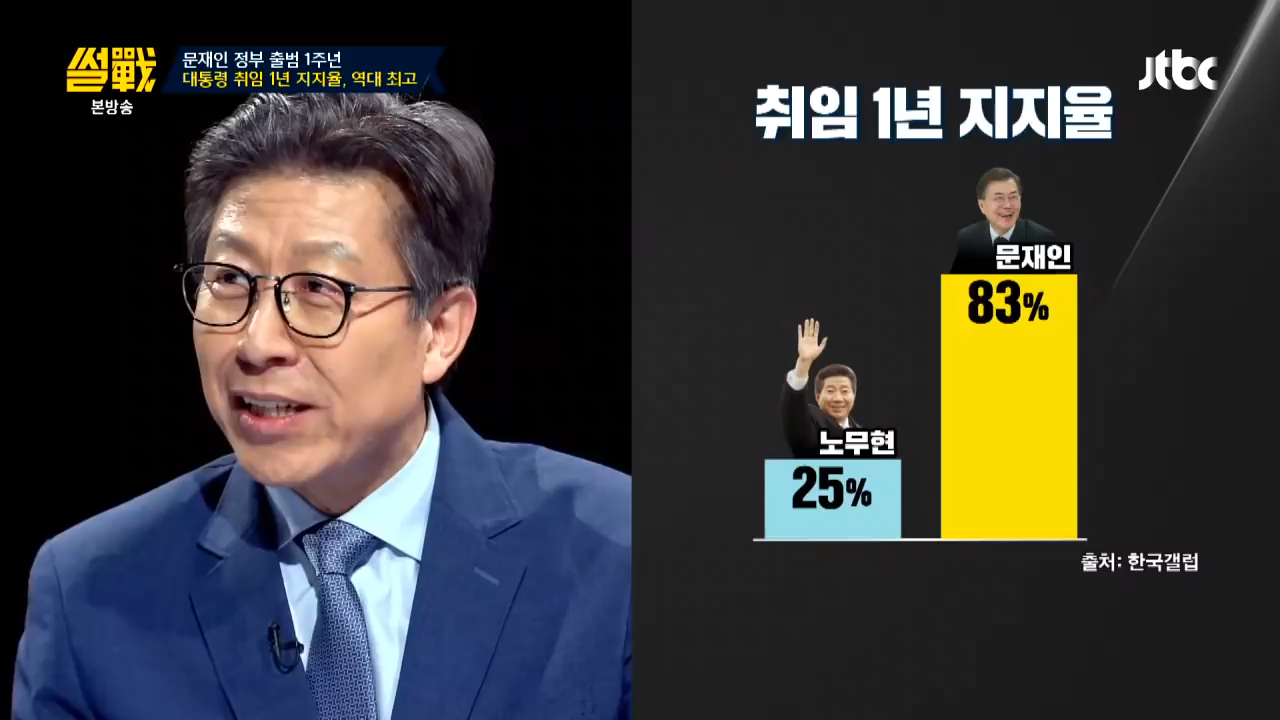 썰戰
본방송
문재인 정부 출범 1주년
대통령 취임 1년 지지율, 역대 최고
jtbc
취임 1년 지지율
문재인
83%
노무현
25%
출처: 한국갤럽